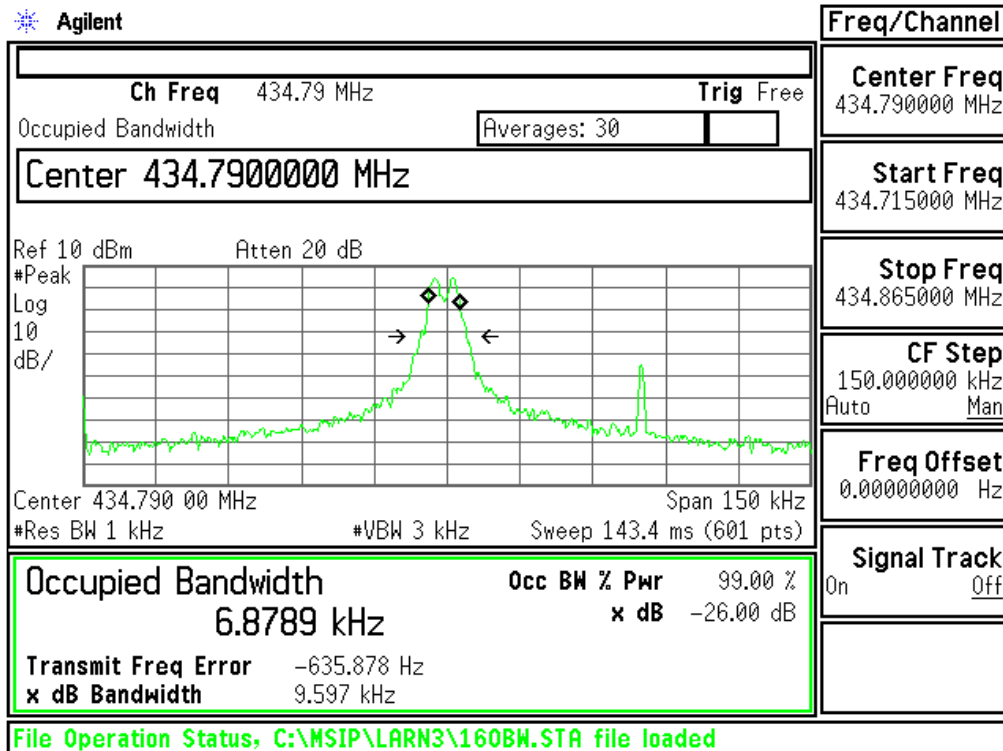 Agilent
Freq/Channel
Ch Freq 434.79 MHz Trig Free
Occupied Bandwidth Averages: 30
Center 434.7900000 MHz
Ref 10 dBm Atten 20 dB
#Peak
Log
10
dB/
Center 434.790 00 MHz Span 150 kHz
#Res BW 1 kHz #VBW 3 kHz Sweep 143.4 ms (601 pts)
Occupied Bandwidth Occ BW % Pwr 99.00 %
6.8789 kHz x dB -26.00 dB
Transmit Freq Error -635.878 Hz
x dB Bandwidth 9.597 kHz
Center Freq
434.790000 MHz
Start Freq
434.715000 MHz
Stop Freq
434.865000 MHz
CF Step
150.000000 kHz
Auto Man
Freq Offset
0.00000000 Hz
Signal Track
On Off
File Operation Status, C:\MSIP\LARN3\160BW.STA file loaded